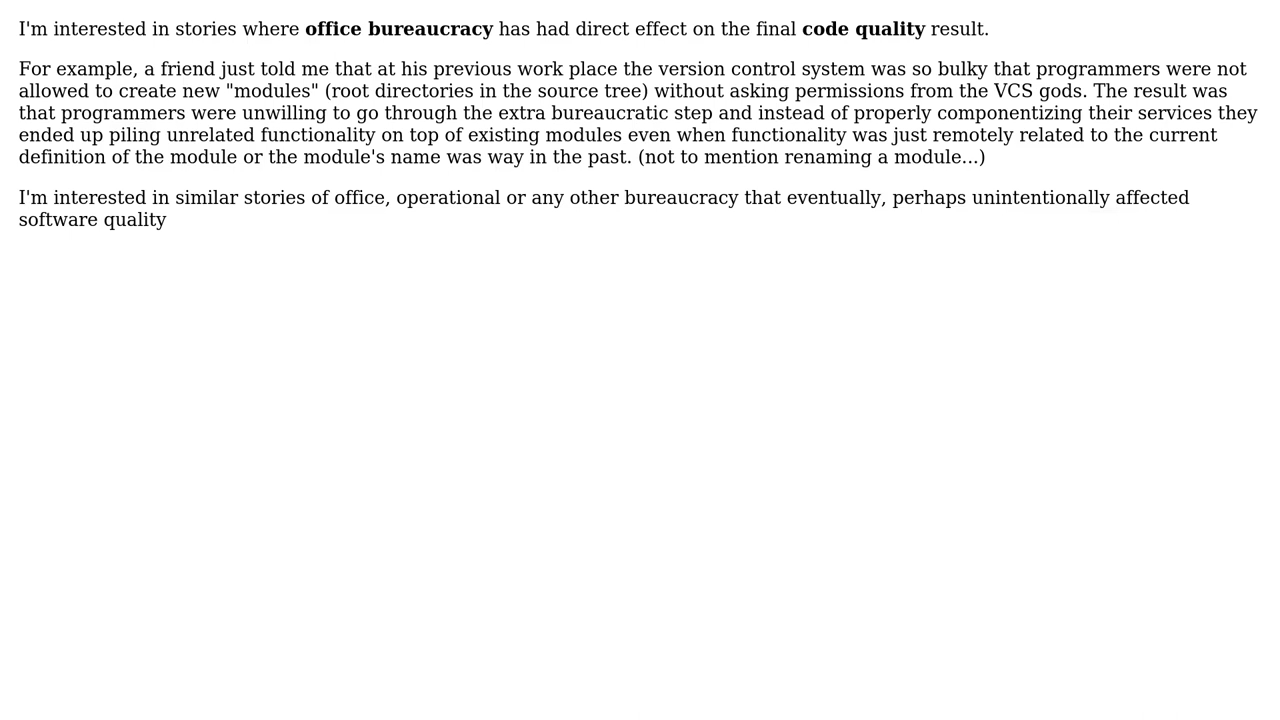 I'm interested in stories where office bureaucracy has had direct effect on the final code quality result.
For example, a friend just told me that at his previous work place the version control system was so bulky that programmers were not
allowed to create new "modules" (root directories in the source tree) without asking permissions from the VCS gods. The result was
that programmers were unwilling to go through the extra bureaucratic step and instead of properly componentizing their services they
ended up piling unrelated functionality on top of existing modules even when functionality was just remotely related to the current
definition of the module or the module's name was way in the past. (not to mention renaming a module...)
I'm interested in similar stories of office, operational or any other bureaucracy that eventually, perhaps unintentionally affected
software quality